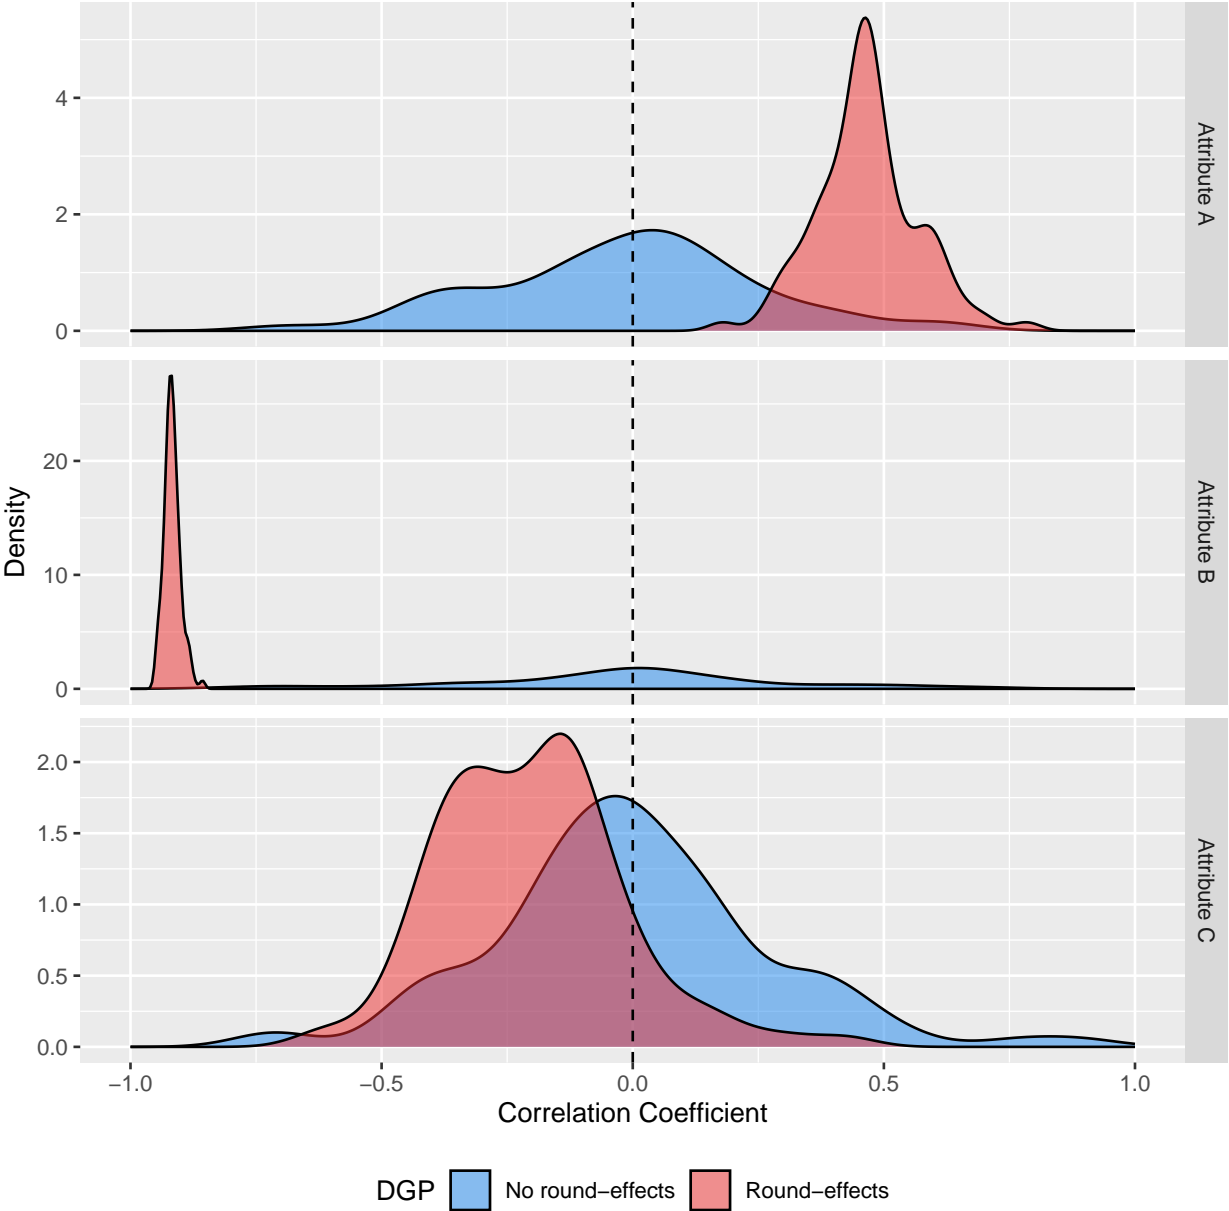 Density
4
2
0
Attribute A
20
10
0
Attribute B
2.0
1.5
1.0
0.5
0.0
Attribute C
−1.0 −0.5 0.0 0.5 1.0
Correlation Coefficient
DGP No round−effects Round−effects